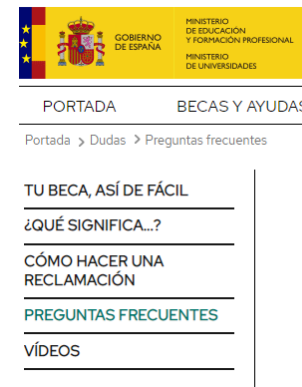 GOBIERNO
DE ESPAÑA
MINISTERIO
DE EDUCACIÓN
Y FORMACIÓN PROFESIONAL
MINISTERIO
DE UNIVERSIDADES
PORTADA BECAS Y AYUDAS
Portada > Dudas > Preguntas frecuentes
TU BECA, ASÍ DE FÁCIL
¿QUÉ SIGNIFICA...?
CÓMO HACER UNA
RECLAMACIÓN
PREGUNTAS FRECUENTES
VÍDEOS